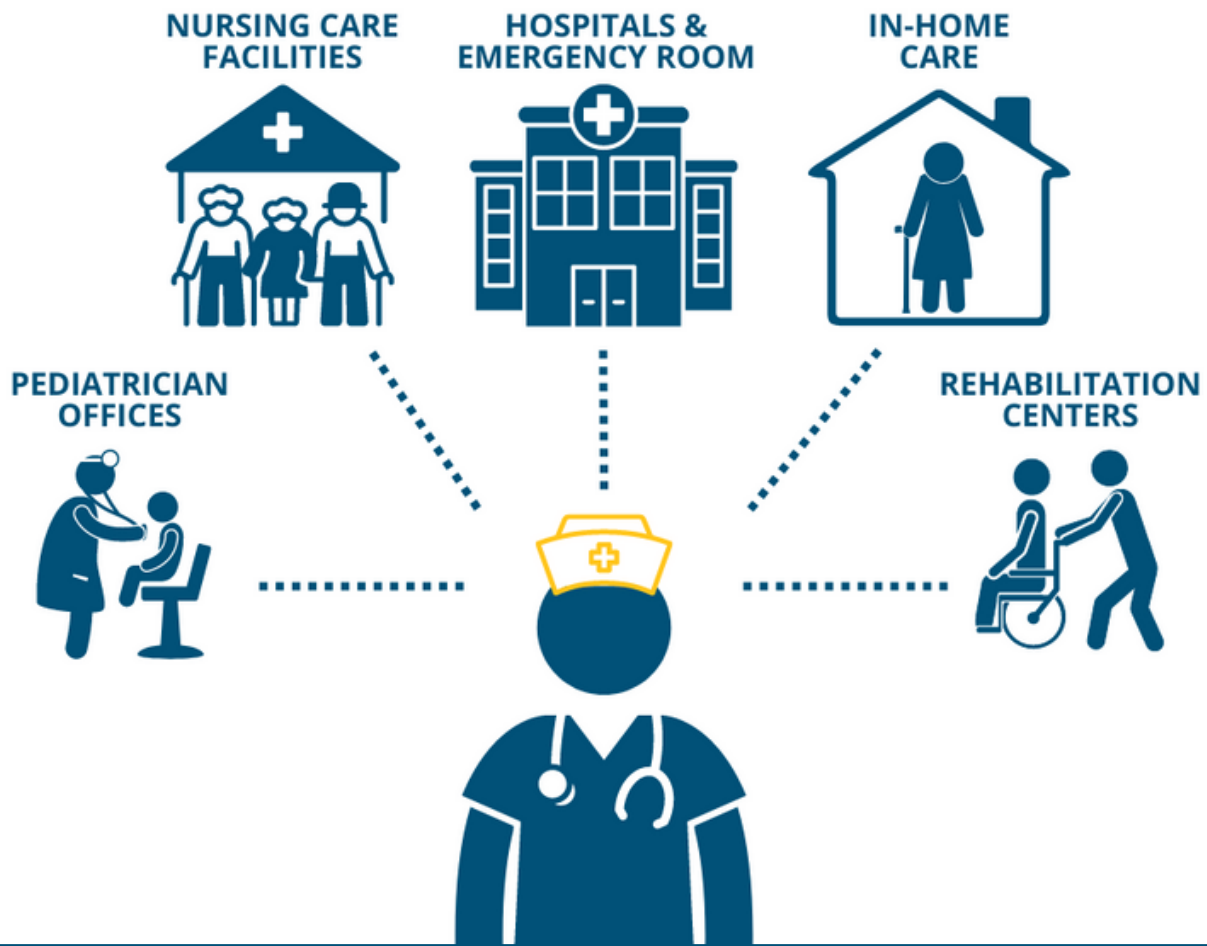 NURSING CARE
FACILITIES
HOSPITALS &
EMERGENCY ROOM
IN-HOME
CARE
PEDIATRICIAN
OFFICES
REHABILITATION
CENTERS